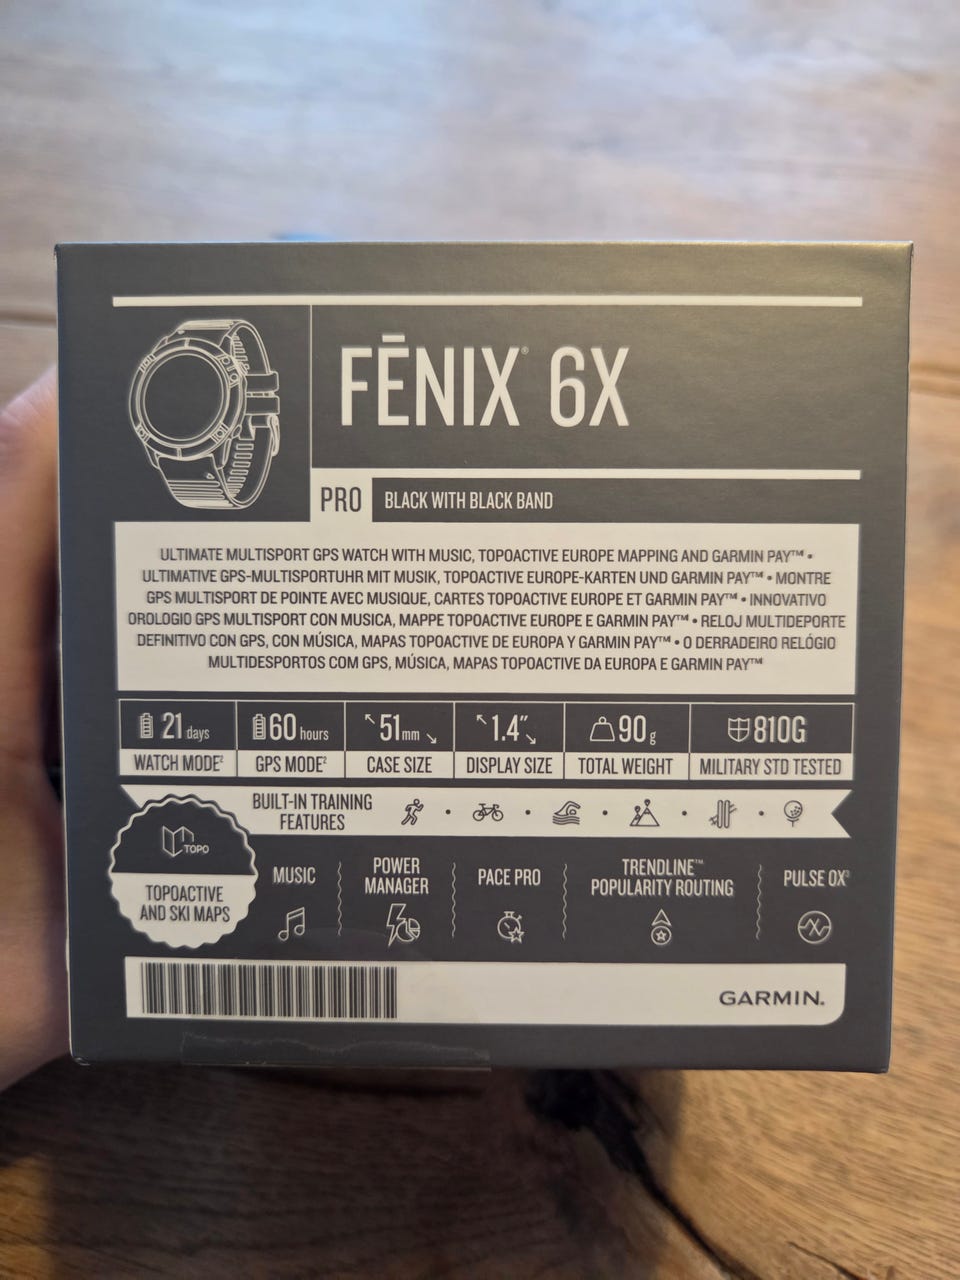 FĒNIX® 6X
PRO
BLACK WITH BLACK BAND
ULTIMATE MULTISPORT GPS WATCH WITH MUSIC, TOPOACTIVE EUROPE MAPPING AND GARMIN PAY™ •
ULTIMATIVE GPS-MULTISPORTUHR MIT MUSIK, TOPOACTIVE EUROPE-KARTEN UND GARMIN PAY™ • MONTRE
GPS MULTISPORT DE POINTE AVEC MUSIQUE, CARTES TOPOACTIVE EUROPE ET GARMIN PAY™ • INNOVATIVO
OROLOGIO GPS MULTISPORT CON MUSICA, MAPPE TOPOACTIVE EUROPE E GARMIN PAY™ • RELOJ MULTIDEPORTE
DEFINITIVO CON GPS, CON MÚSICA, MAPAS TOPOACTIVE DE EUROPA Y GARMIN PAY™ • O DERRADEIRO RELÓGIO
MULTIDESPORTOS COM GPS, MÚSICA, MAPAS TOPOACTIVE DA EUROPA E GARMIN PAY™
21 days
WATCH MODE²
60 hours
GPS MODE²
51 mm
CASE SIZE
1.4″
DISPLAY SIZE
90 g
TOTAL WEIGHT
810G
MILITARY STD TESTED
BUILT-IN TRAINING
FEATURES
TOPO
TOPOACTIVE
AND SKI MAPS
MUSIC
POWER
MANAGER
PACE PRO
TRENDLINE™
POPULARITY ROUTING
PULSE OX³
GARMIN.